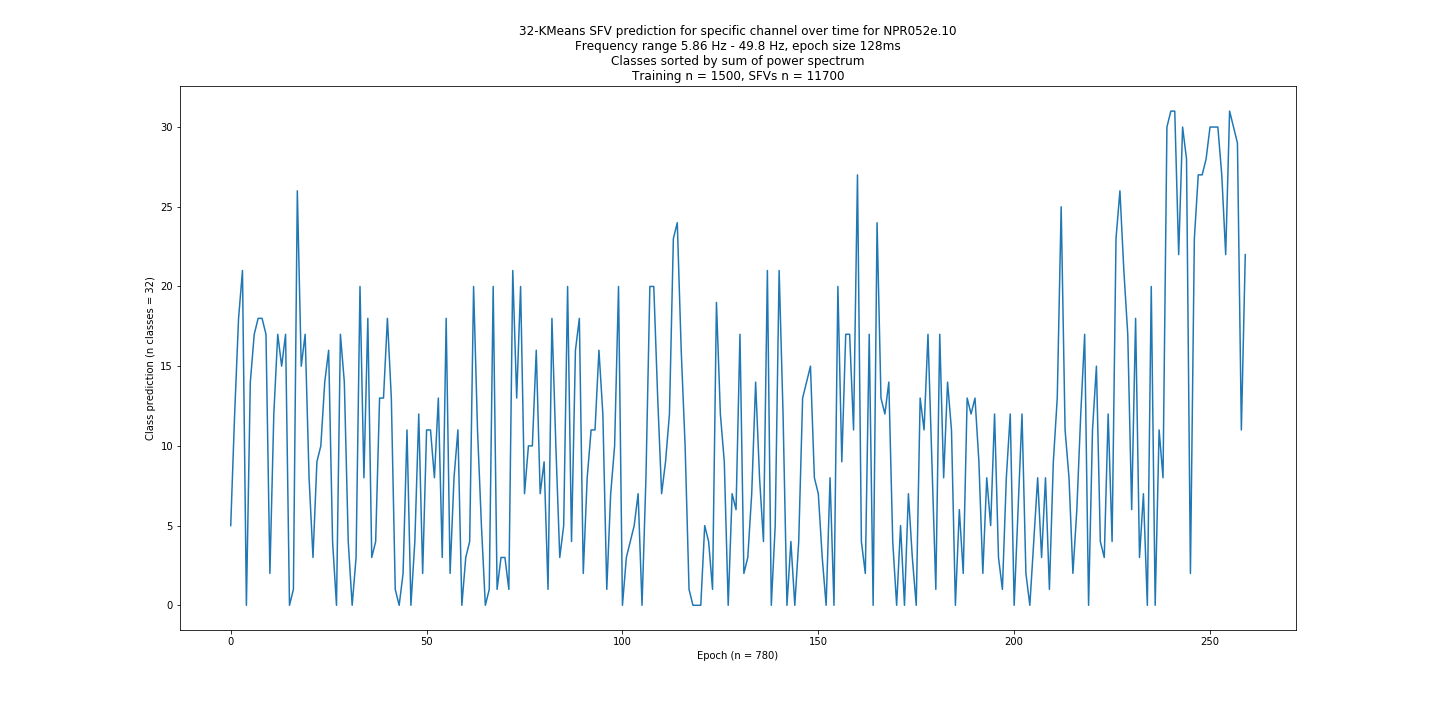 32-KMeans SFV prediction for specific channel over time for NPR052e.10
Frequency range 5.86 Hz - 49.8 Hz, epoch size 128ms
Classes sorted by sum of power spectrum
Training n = 1500, SFVs n = 11700
Class prediction (n classes = 32)
30
25
20
15
10
5
0
0 50 100 150 200 250
Epoch (n = 780)